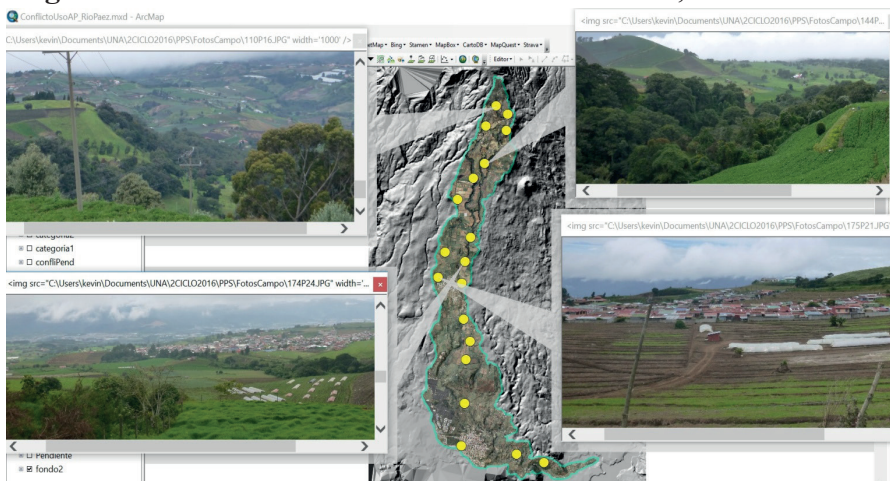 ConflictoUsoAP_RioPaez.mxd - ArcMap
C:\Users\kevin\Documents\UNA\2CICLO2016\PPS\FotosCampo\110P16.JPG" width='1000' />
<img src="C:\Users\kevin\Documents\UNA\2CICLO2016\PPS\FotosCampo\144P...
etMap Bing Stamen MapBox CartoDB MapQuest Strava
Editor
<img src="C:\Users\kevin\Documents\UNA\2CICLO2016\PPS\FotosCampo\175P21.JPG"
categoria1
confliPend
<img src="C:\Users\kevin\Documents\UNA\2CICLO2016\PPS\FotosCampo\174P24.JPG" width='...
Pendiente
fondo2